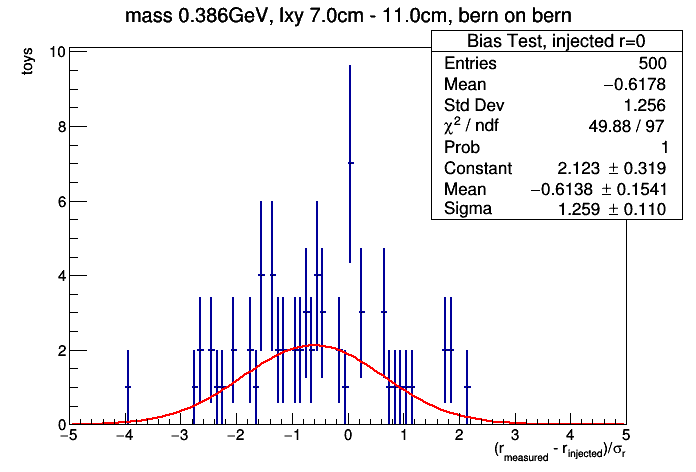 mass 0.386GeV, lxy 7.0cm - 11.0cm, bern on bern
Bias Test, injected r=0
Entries 500
Mean −0.6178
Std Dev 1.256
χ² / ndf 49.88 / 97
Prob 1
Constant 2.123 ± 0.319
Mean −0.6138 ± 0.1541
Sigma 1.259 ± 0.110
toys
10
8
6
4
2
0
−5 −4 −3 −2 −1 0 1 2 3 4 5
(r_measured - r_injected)/σ_r